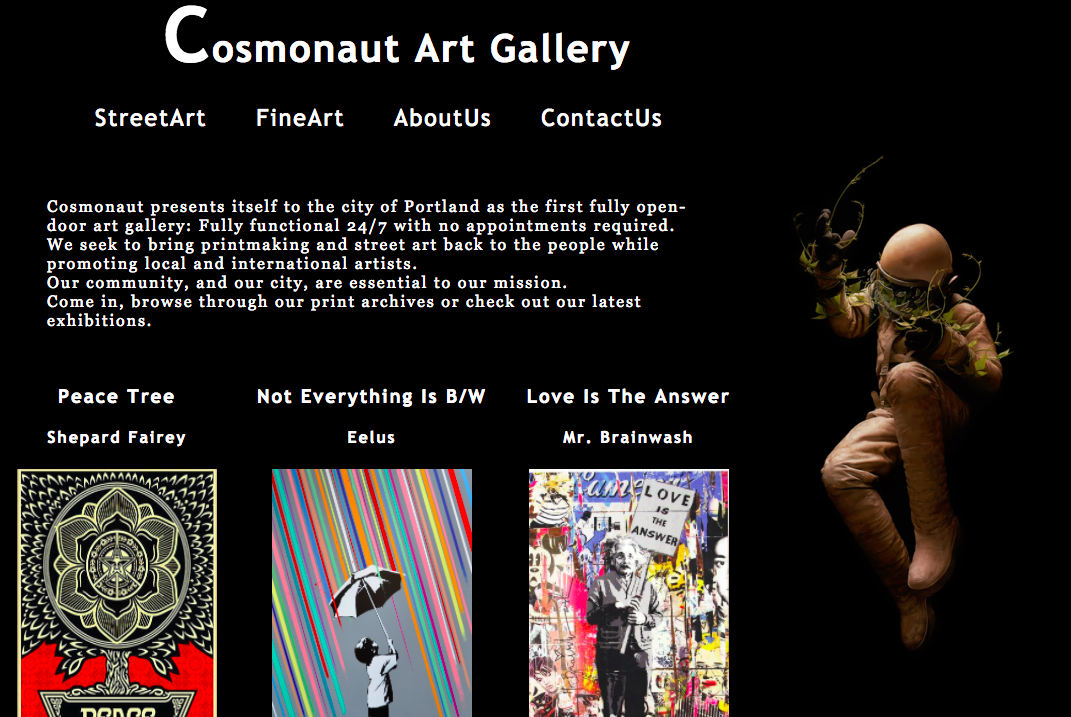 Cosmonaut Art Gallery
StreetArt FineArt AboutUs ContactUs
Cosmonaut presents itself to the city of Portland as the first fully open-
door art gallery: Fully functional 24/7 with no appointments required.
We seek to bring printmaking and street art back to the people while
promoting local and international artists.
Our community, and our city, are essential to our mission.
Come in, browse through our print archives or check out our latest
exhibitions.
Peace Tree Not Everything Is B/W Love Is The Answer
Shepard Fairey Eelus Mr. Brainwash
LOVE
IS
THE
ANSWER